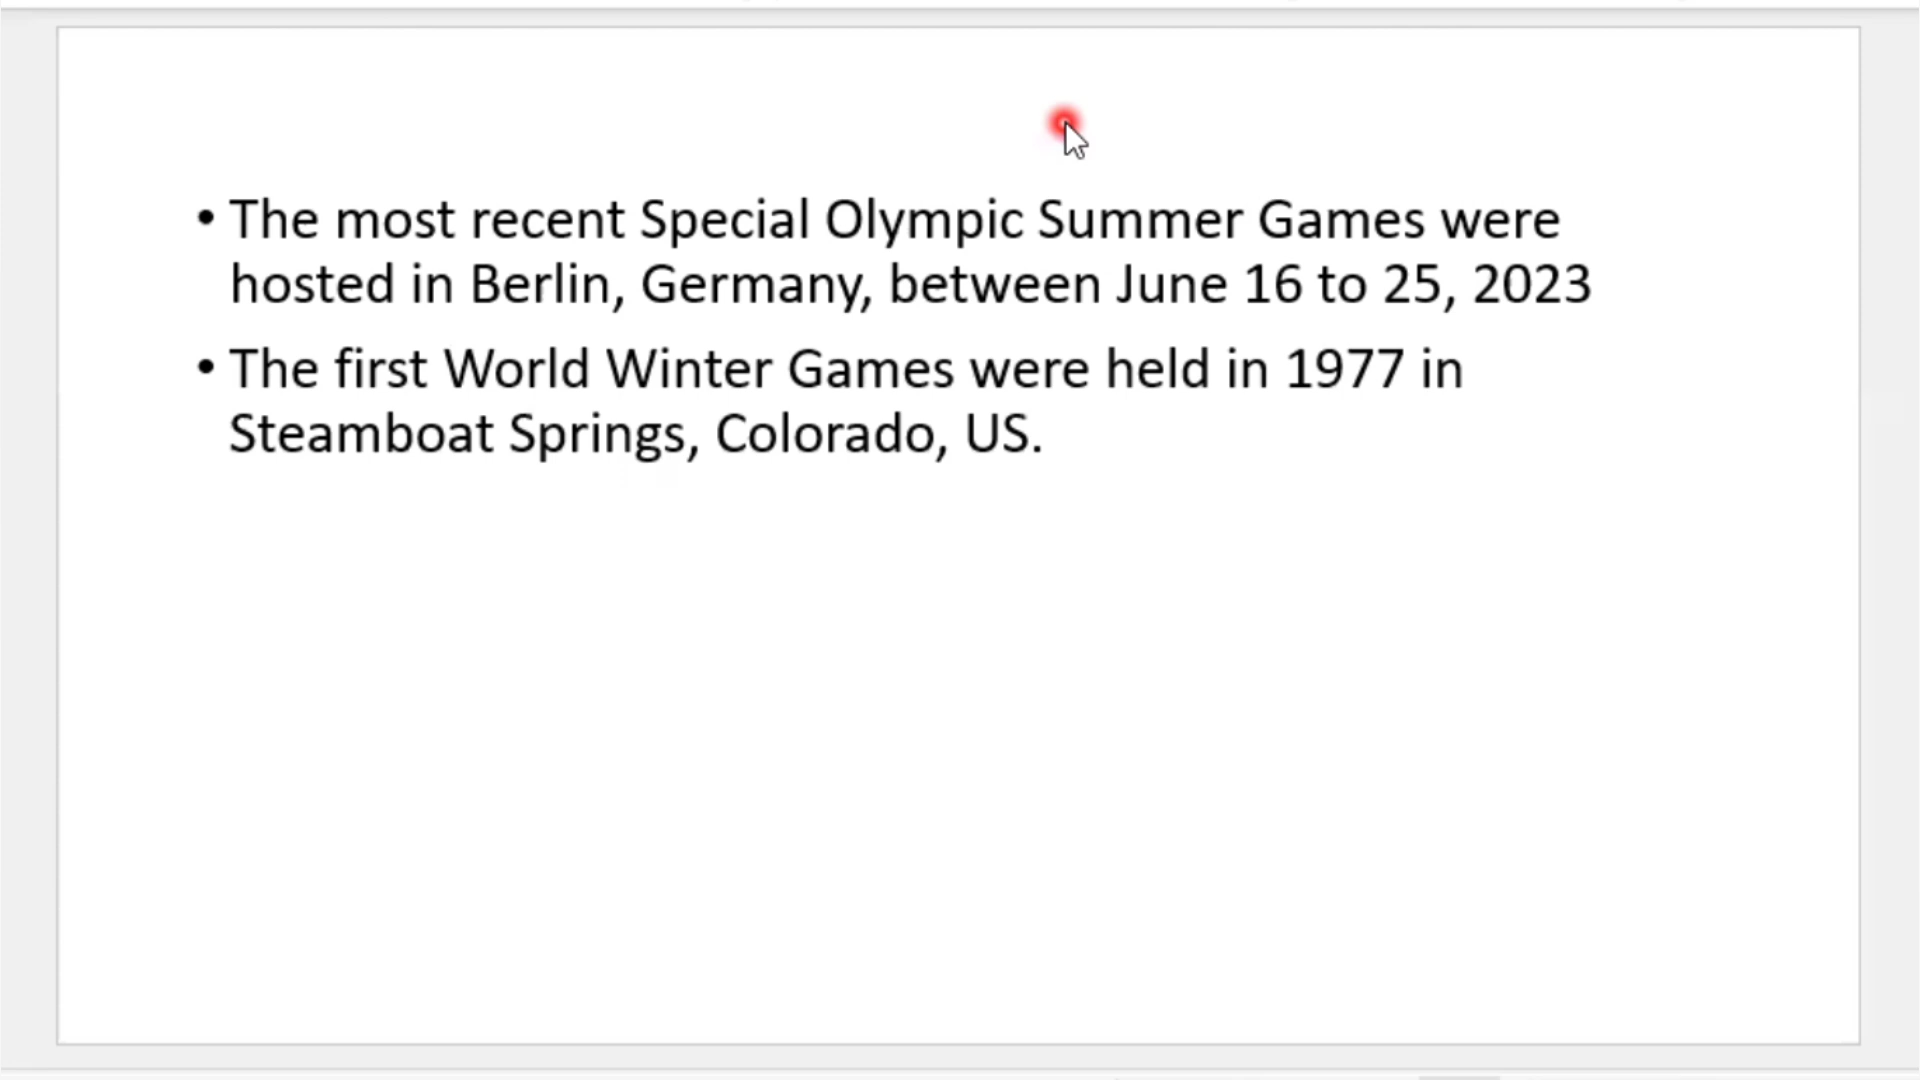 • The most recent Special Olympic Summer Games were
hosted in Berlin, Germany, between June 16 to 25, 2023
• The first World Winter Games were held in 1977 in
Steamboat Springs, Colorado, US.